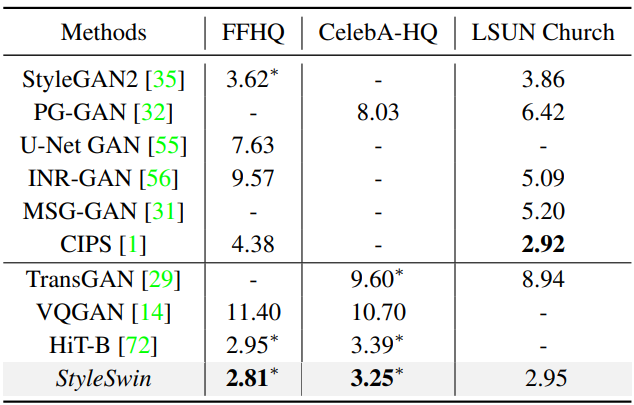 Methods FFHQ CelebA-HQ LSUN Church
StyleGAN2 [35] 3.62* - 3.86
PG-GAN [32] - 8.03 6.42
U-Net GAN [55] 7.63 - -
INR-GAN [56] 9.57 - 5.09
MSG-GAN [31] - - 5.20
CIPS [1] 4.38 - 2.92
TransGAN [29] - 9.60* 8.94
VQGAN [14] 11.40 10.70 -
HiT-B [72] 2.95* 3.39* -
StyleSwin 2.81* 3.25* 2.95